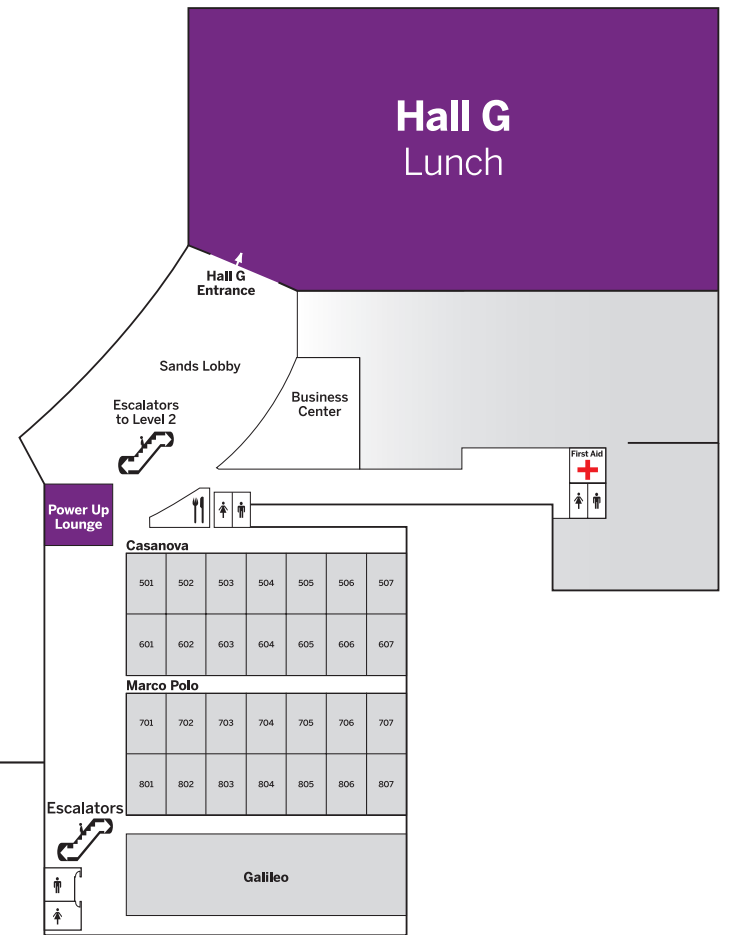 Hall G
Lunch
Hall G
Entrance
Sands Lobby
Escalators
to Level 2
Business
Center
First Aid
Power Up
Lounge
Casanova
501 502 503 504 505 506 507
601 602 603 604 605 606 607
Marco Polo
701 702 703 704 705 706 707
801 802 803 804 805 806 807
Escalators
Galileo